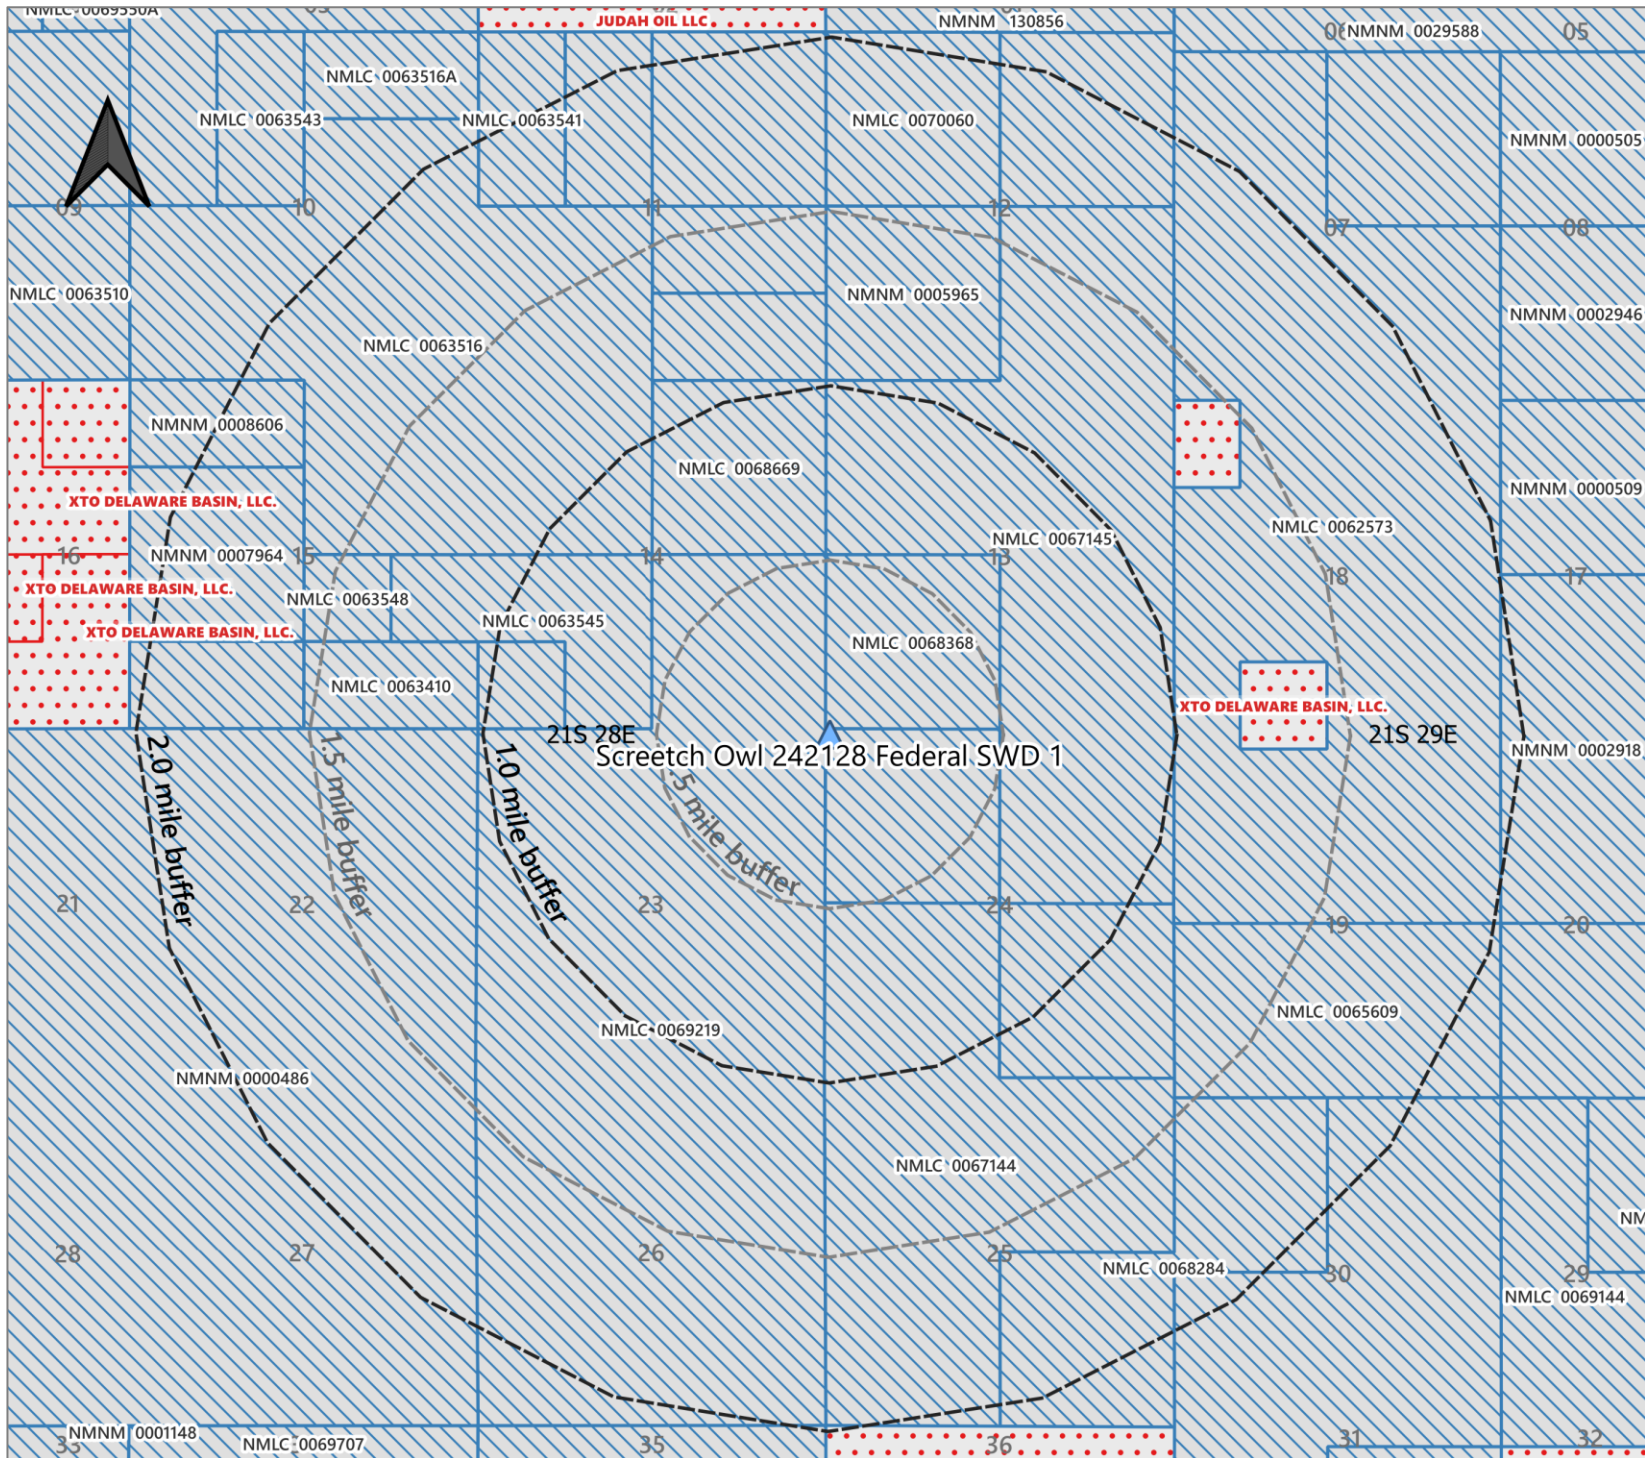 NMLC 0069550A
03
JUDAH OIL LLC
NMNM 130856
06
NMNM 0029588
05
NMLC 0063516A
NMLC 0063543
NMLC 0063541
NMLC 0070060
NMNM 0000505
09
10
11
12
07
08
NMLC 0063510
NMNM 0005965
NMNM 0002946
NMLC 0063516
NMNM 0008606
NMLC 0068669
NMNM 0000509
XTO DELAWARE BASIN, LLC.
NMLC 0062573
NMLC 0067145
16
NMNM 0007964
15
14
13
18
17
XTO DELAWARE BASIN, LLC.
NMLC 0063548
NMLC 0063545
XTO DELAWARE BASIN, LLC.
NMLC 0068368
NMLC 0063410
XTO DELAWARE BASIN, LLC.
21S 28E
21S 29E
Screetch Owl 242128 Federal SWD 1
NMNM 0002918
2.0 mile buffer
1.5 mile buffer
1.0 mile buffer
.5 mile buffer
21
22
23
24
19
20
NMLC 0065609
NMLC 0069219
NMNM 0000486
NMLC 0067144
NM
28
27
26
25
NMLC 0068284
30
29
NMLC 0069144
33
NMNM 0001148
NMLC 0069707
35
36
31
32